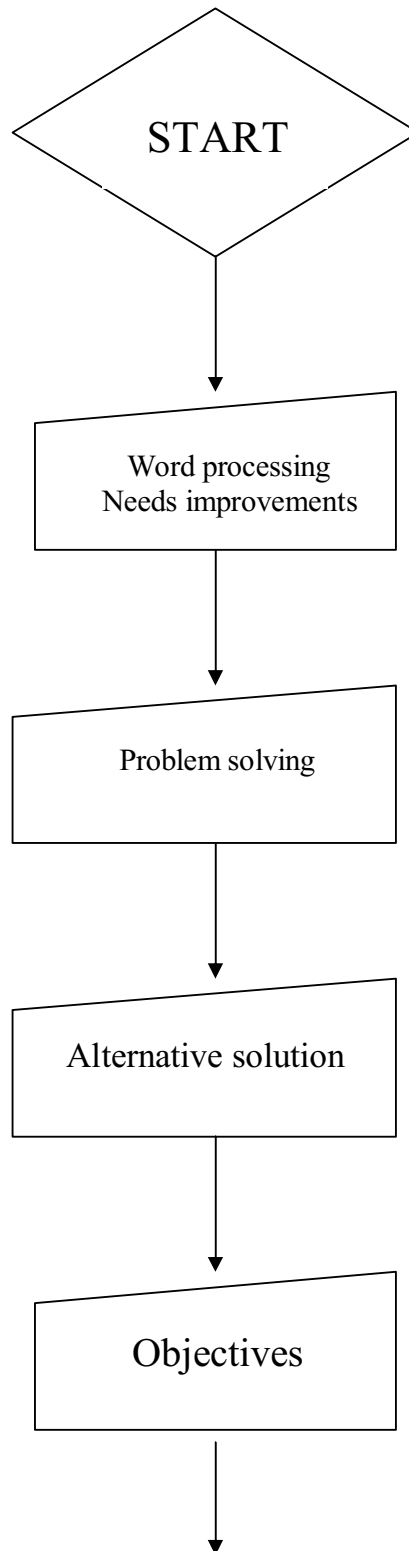 START
Word processing
Needs improvements
Problem solving
Alternative solution
Objectives